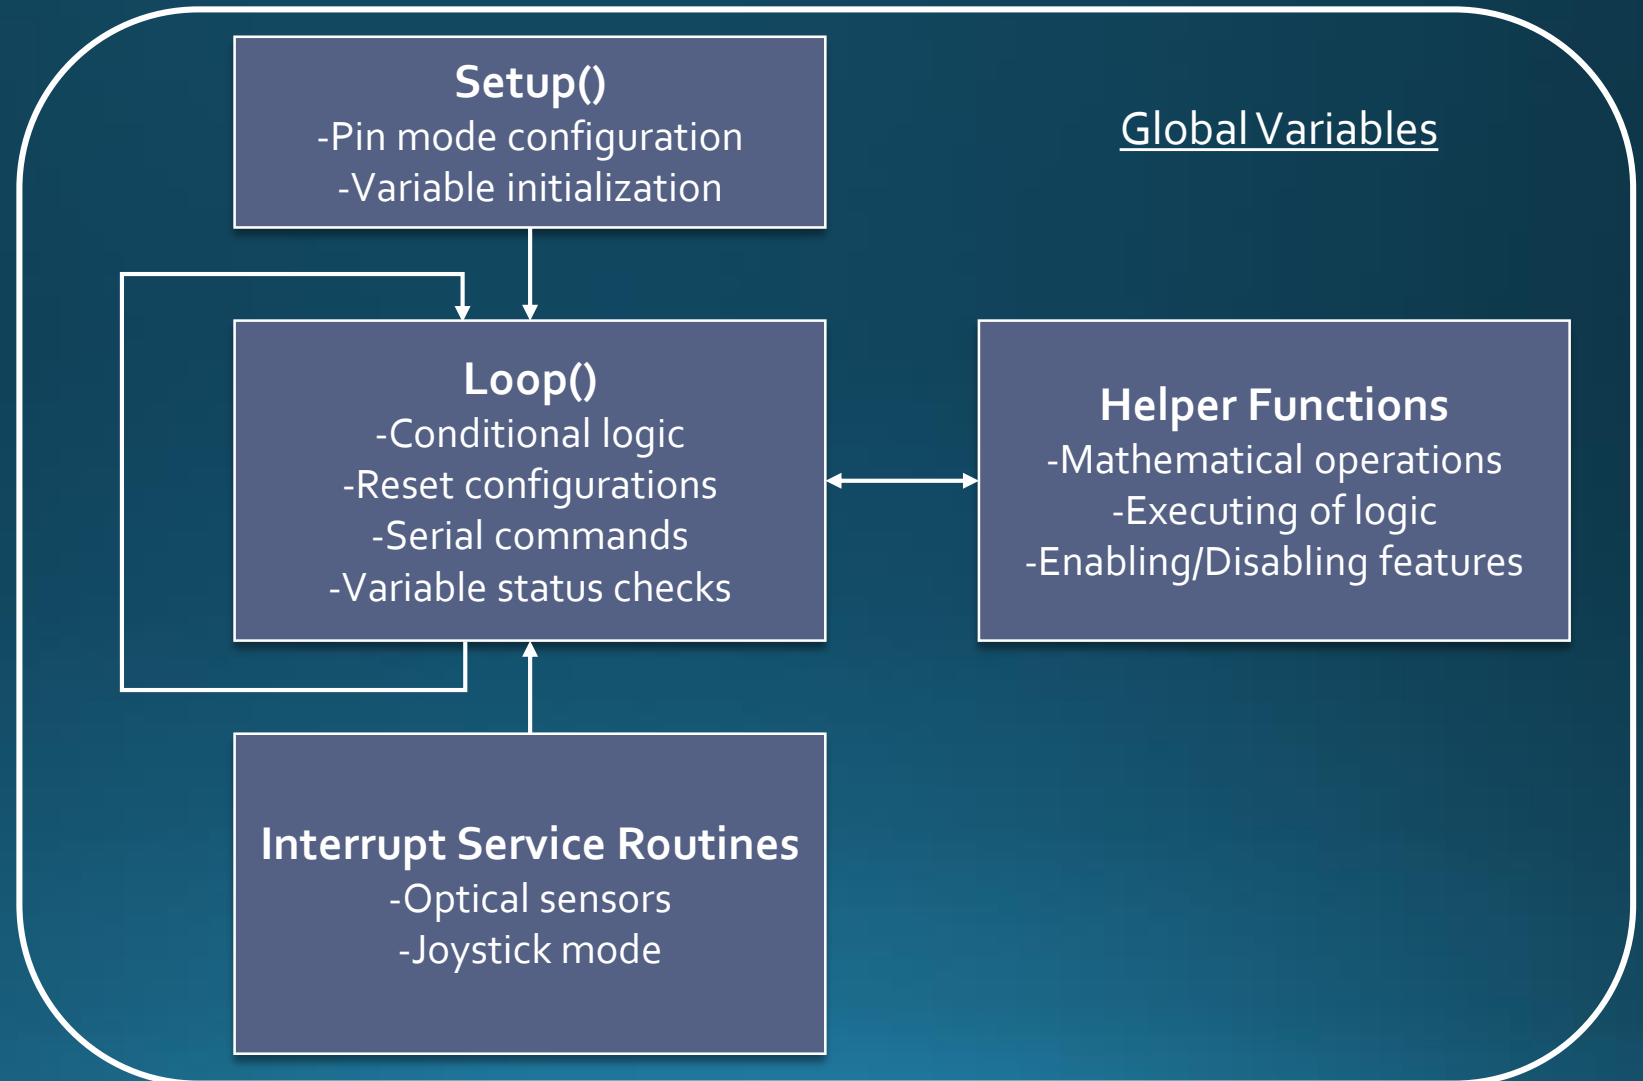 Setup()
-Pin mode configuration
-Variable initialization
Global Variables
Loop()
-Conditional logic
-Reset configurations
-Serial commands
-Variable status checks
Helper Functions
-Mathematical operations
-Executing of logic
-Enabling/Disabling features
Interrupt Service Routines
-Optical sensors
-Joystick mode